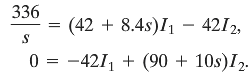 336/s = (42 + 8.4s)I₁ − 42I₂,
0 = −42I₁ + (90 + 10s)I₂.